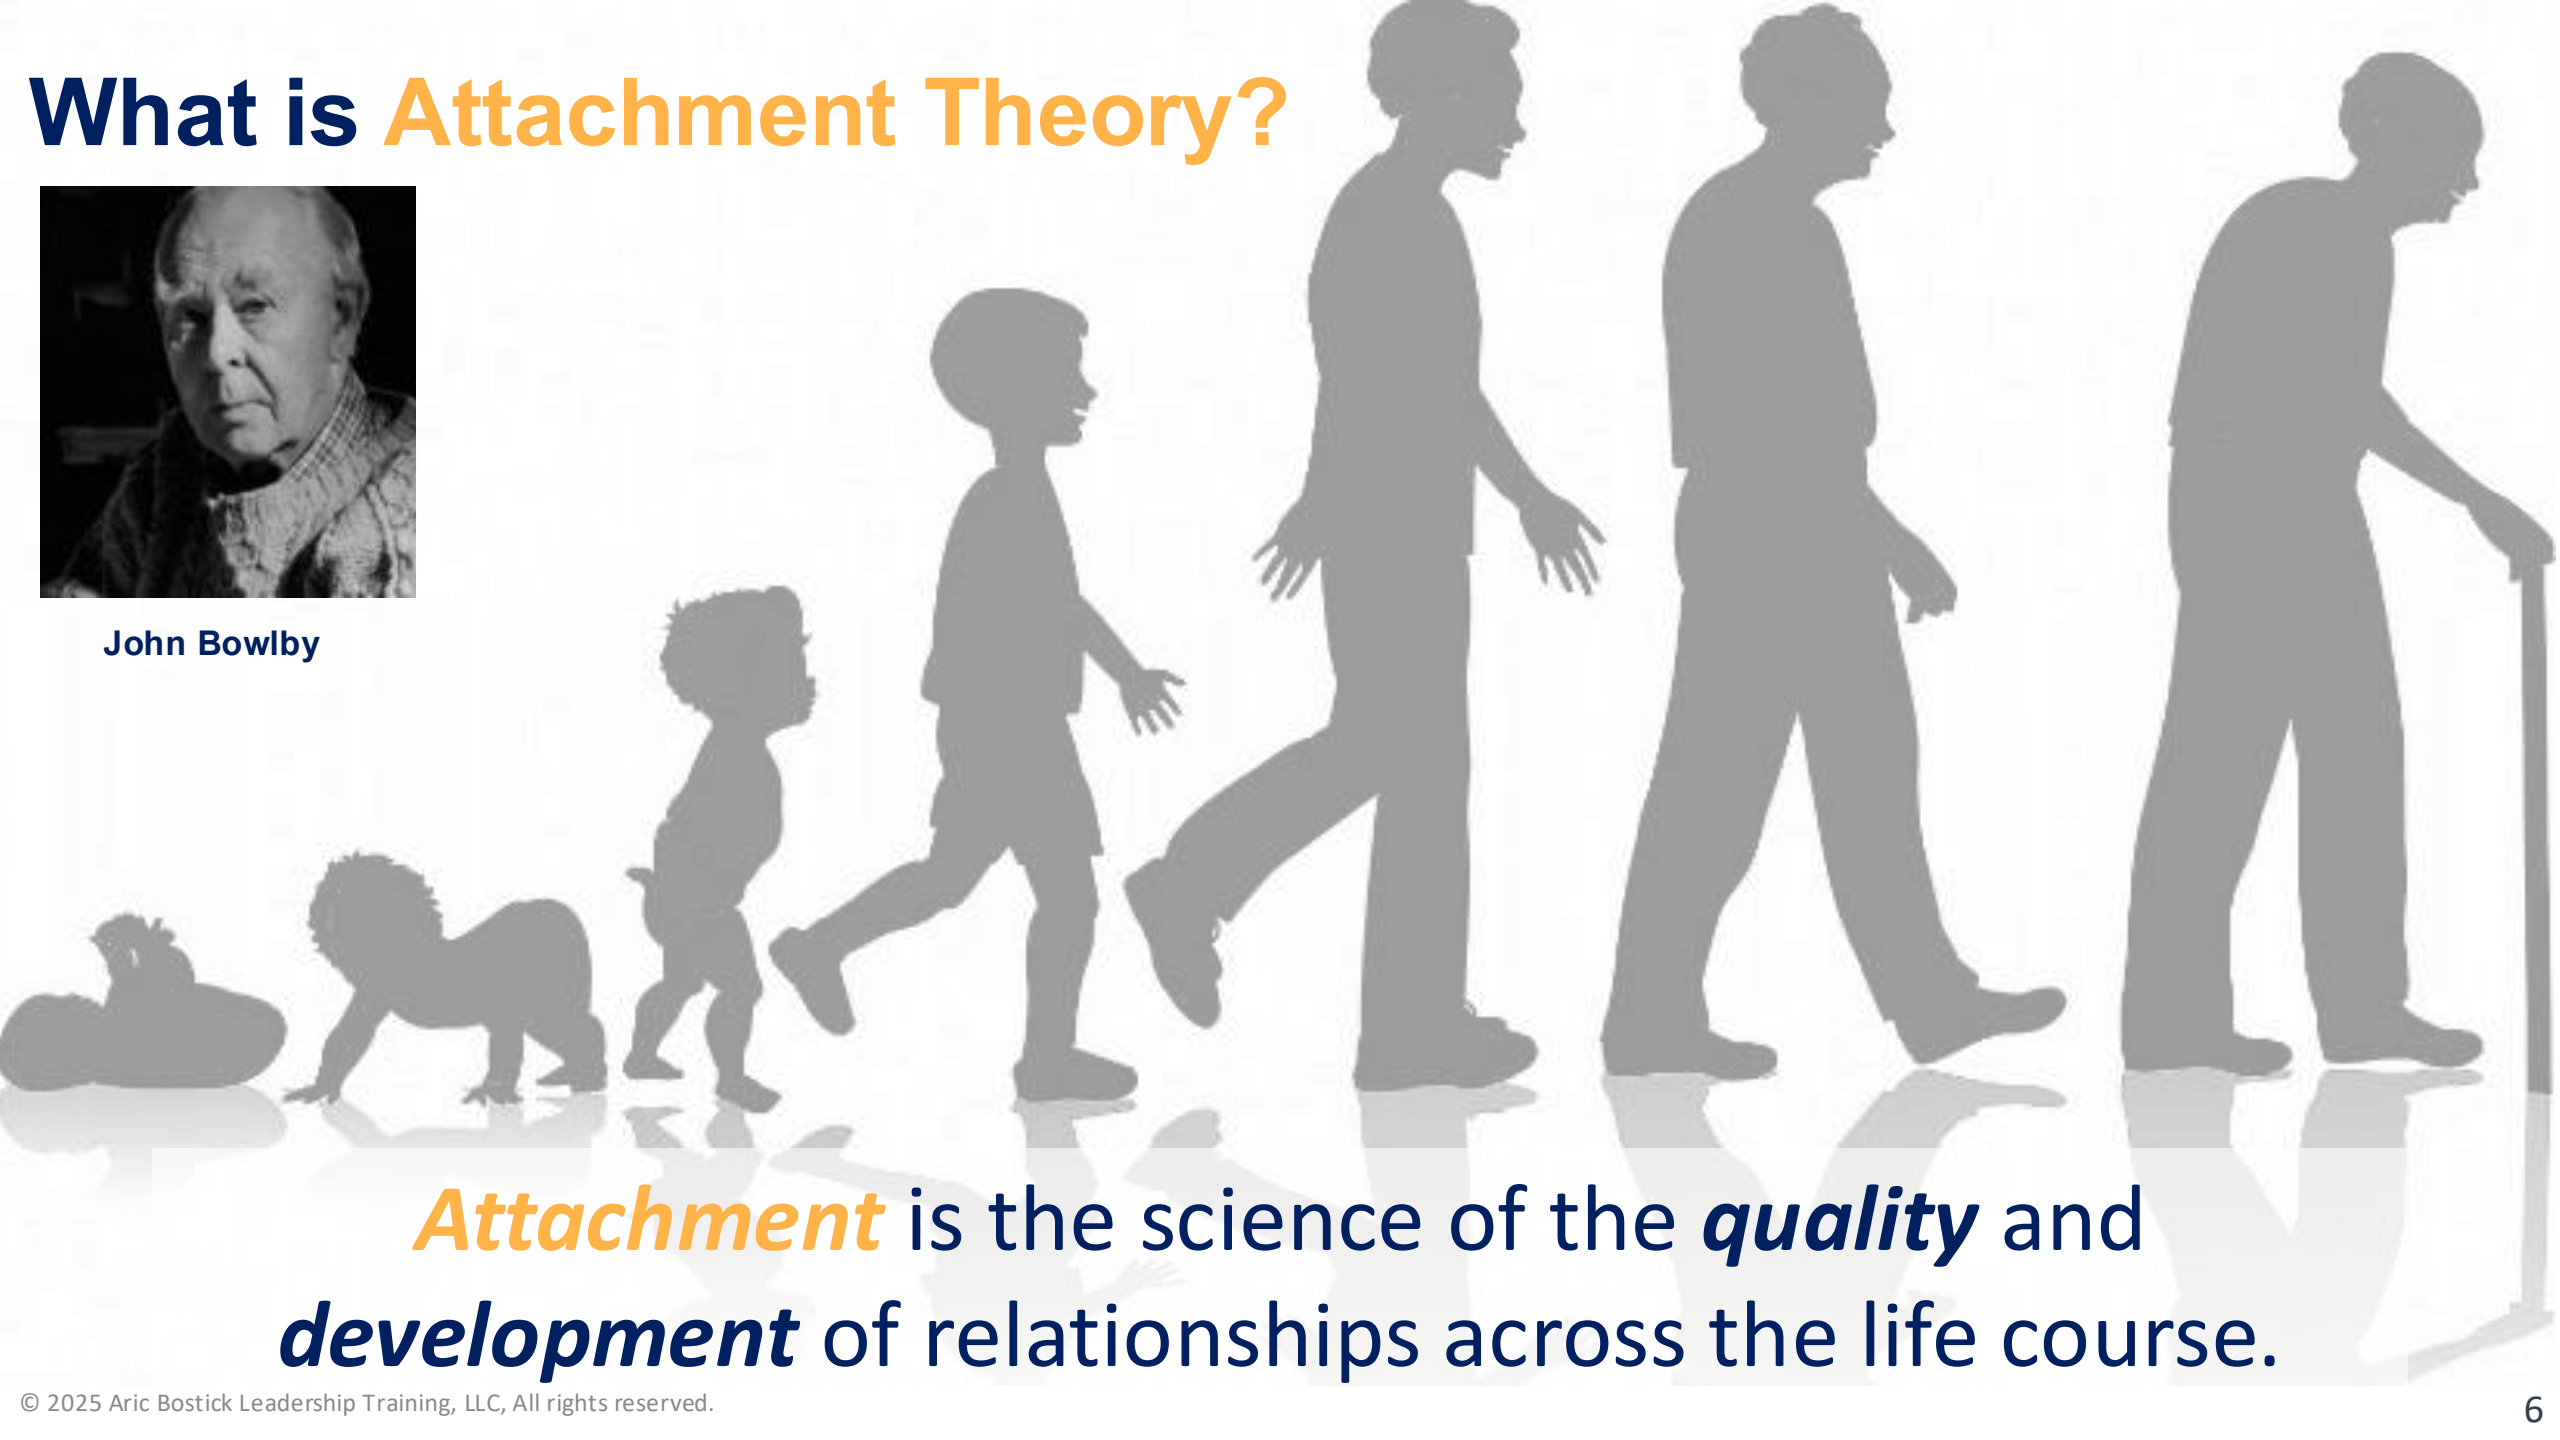 What is Attachment Theory?
John Bowlby
Attachment is the science of the quality and
development of relationships across the life course.
© 2025 Aric Bostick Leadership Training, LLC, All rights reserved.
6